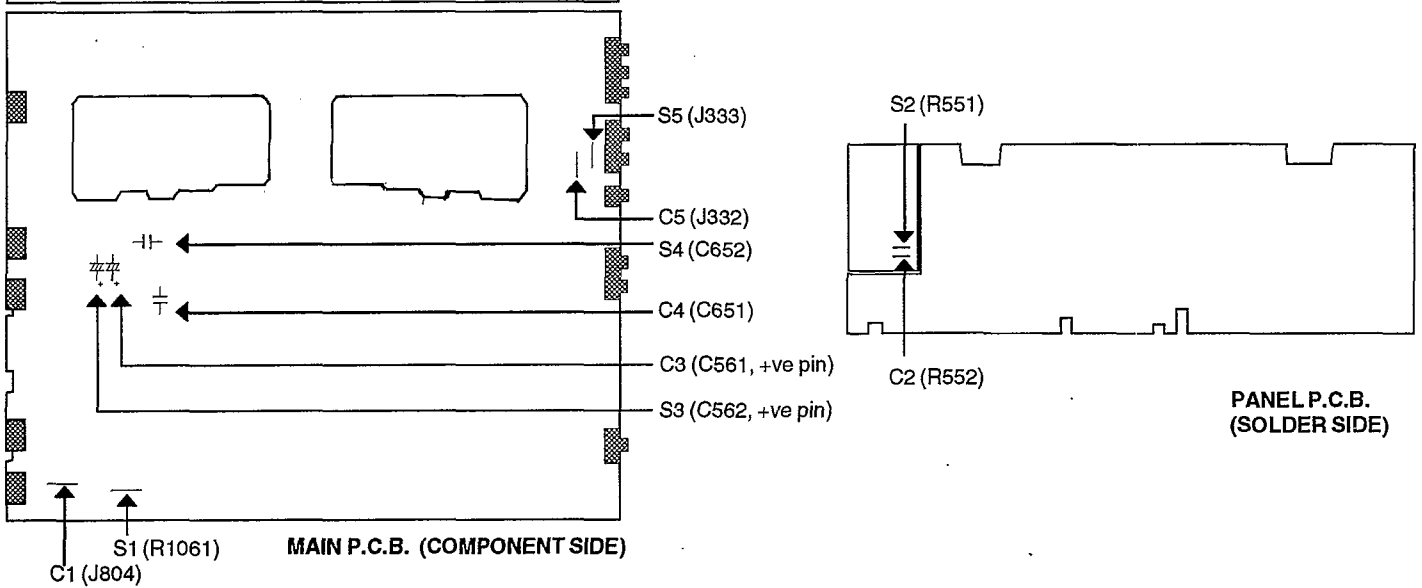 S5 (J333)
C5 (J332)
S4 (C652)
C4 (C651)
C3 (C561, +ve pin)
S3 (C562, +ve pin)
+ +
S1 (R1061)
MAIN P.C.B. (COMPONENT SIDE)
C1 (J804)
S2 (R551)
C2 (R552)
PANEL P.C.B.
(SOLDER SIDE)